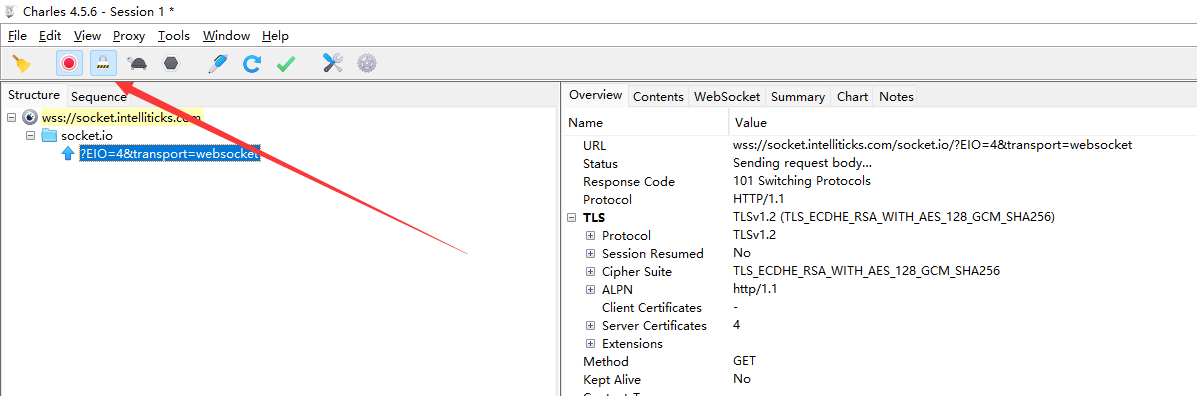 Charles 4.5.6 - Session 1 *
File Edit View Proxy Tools Window Help
Structure Sequence
wss://socket.intelliticks.com
socket.io
?EIO=4&transport=websocket
Overview Contents WebSocket Summary Chart Notes
Name Value
URL wss://socket.intelliticks.com/socket.io/?EIO=4&transport=websocket
Status Sending request body...
Response Code 101 Switching Protocols
Protocol HTTP/1.1
TLS TLSv1.2 (TLS_ECDHE_RSA_WITH_AES_128_GCM_SHA256)
Protocol TLSv1.2
Session Resumed No
Cipher Suite TLS_ECDHE_RSA_WITH_AES_128_GCM_SHA256
ALPN http/1.1
Client Certificates -
Server Certificates 4
Extensions
Method GET
Kept Alive No